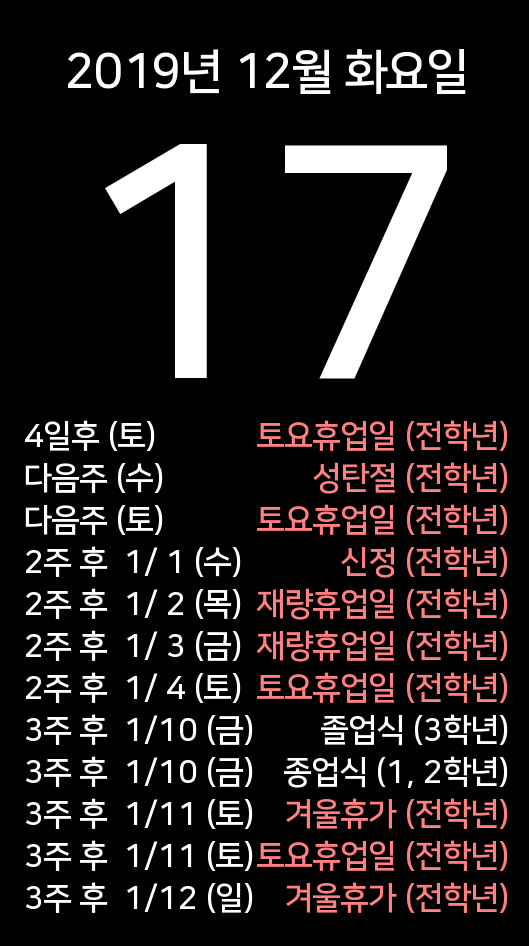 2019년 12월 화요일
17
4일후 (토) 토요휴업일 (전학년)
다음주 (수) 성탄절 (전학년)
다음주 (토) 토요휴업일 (전학년)
2주 후 1/ 1 (수) 신정 (전학년)
2주 후 1/ 2 (목) 재량휴업일 (전학년)
2주 후 1/ 3 (금) 재량휴업일 (전학년)
2주 후 1/ 4 (토) 토요휴업일 (전학년)
3주 후 1/10 (금) 졸업식 (3학년)
3주 후 1/10 (금) 종업식 (1, 2학년)
3주 후 1/11 (토) 겨울휴가 (전학년)
3주 후 1/11 (토) 토요휴업일 (전학년)
3주 후 1/12 (일) 겨울휴가 (전학년)